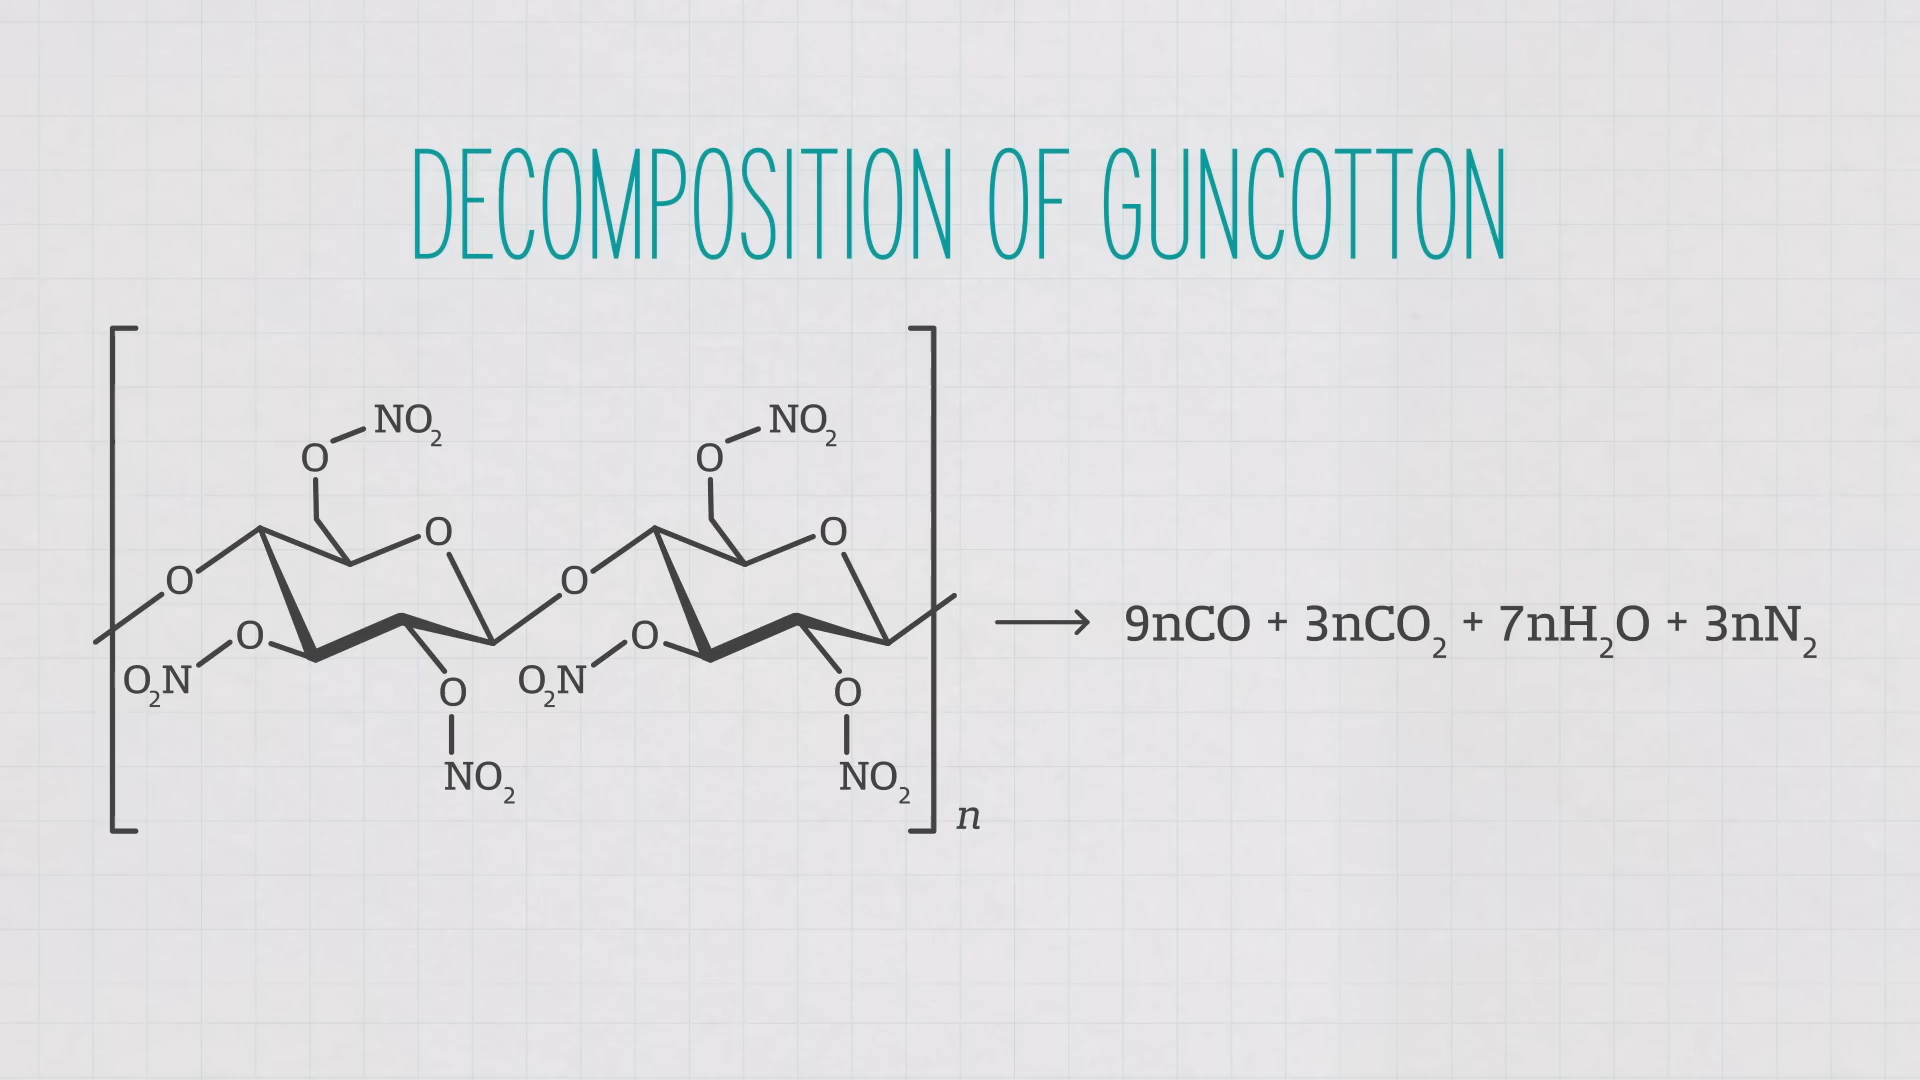 DECOMPOSITION OF GUNCOTTON
NO₂ NO₂
O O
O O
O O
O O
O₂N O₂N
O O
NO₂ NO₂
n
9nCO + 3nCO₂ + 7nH₂O + 3nN₂